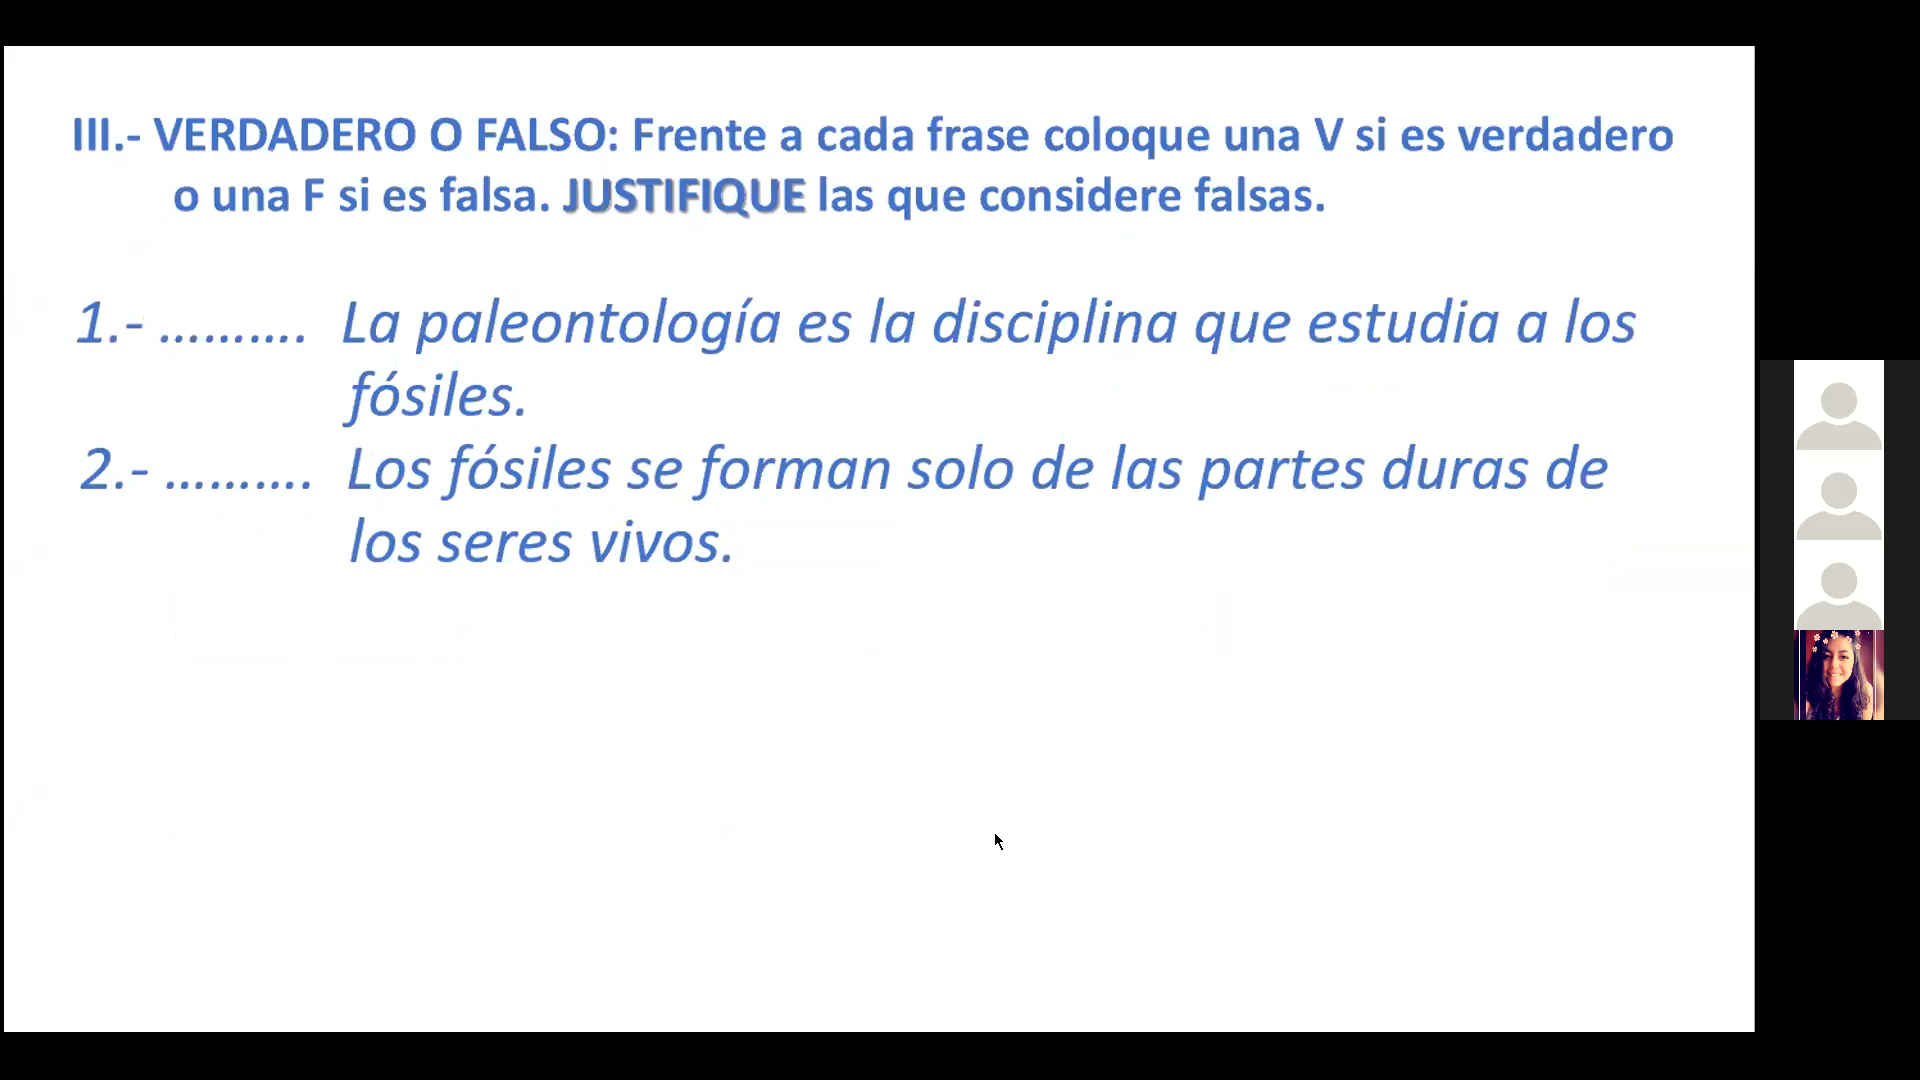 III.- VERDADERO O FALSO: Frente a cada frase coloque una V si es verdadero
o una F si es falsa. JUSTIFIQUE las que considere falsas.
1.- ………. La paleontología es la disciplina que estudia a los
fósiles.
2.- ………. Los fósiles se forman solo de las partes duras de
los seres vivos.